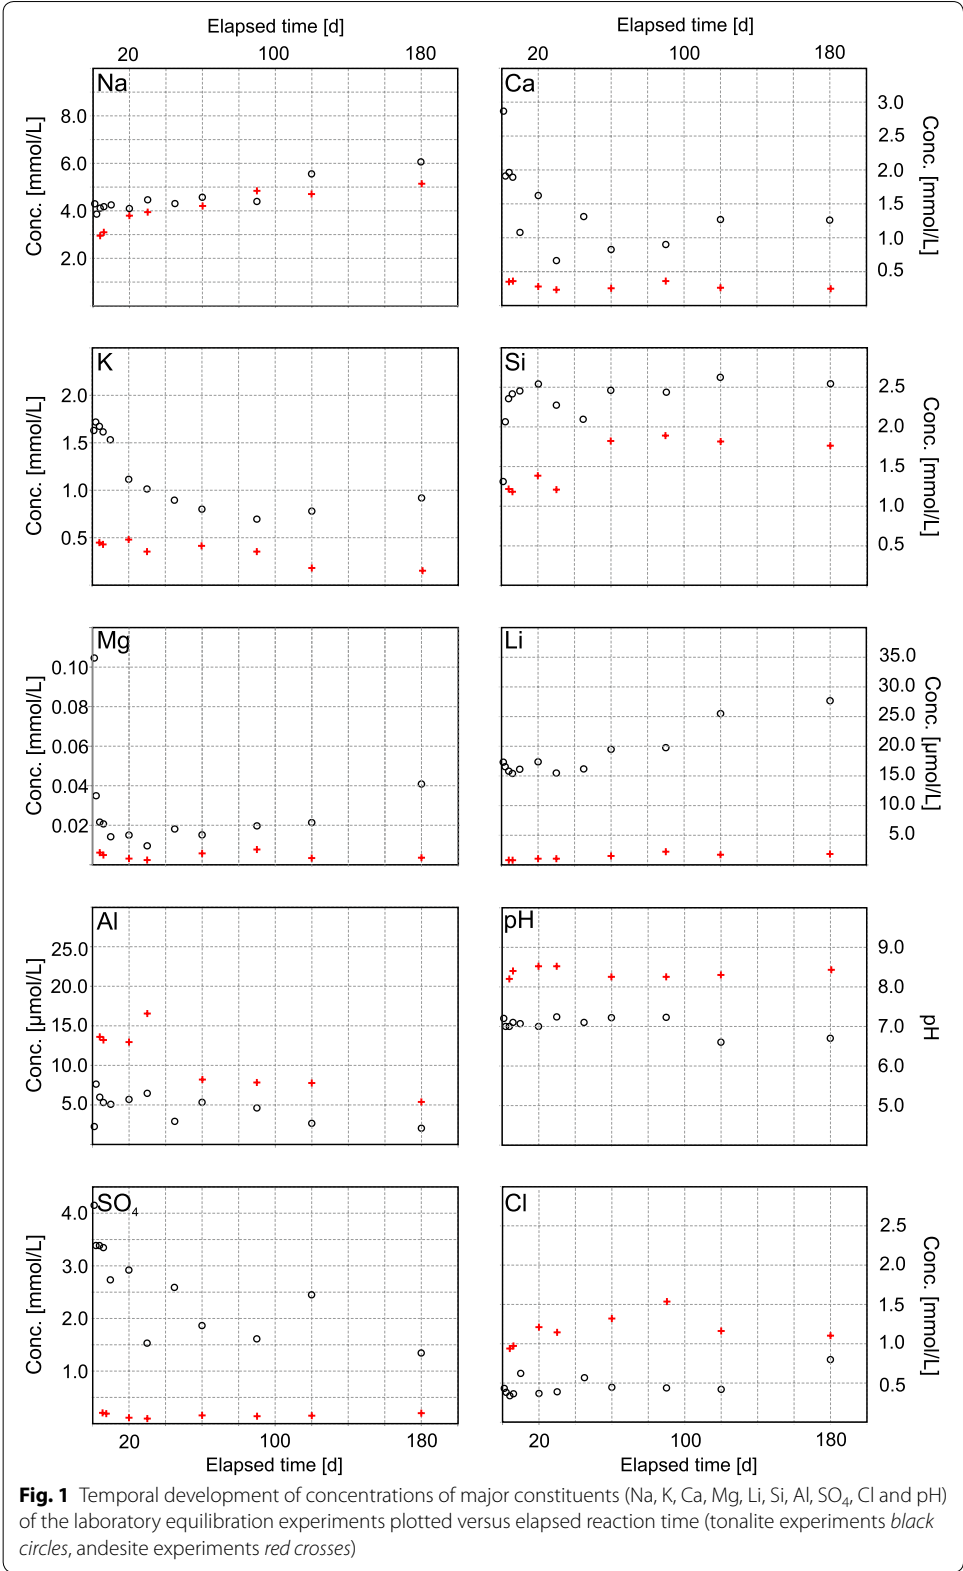 Elapsed time [d]
20 100 180
Elapsed time [d]
20 100 180
Na
Conc. [mmol/L]
8.0
6.0
4.0
2.0
Ca
3.0
2.5
2.0
1.5
1.0
0.5
Conc. [mmol/L]
K
Conc. [mmol/L]
2.0
1.5
1.0
0.5
Si
2.5
2.0
1.5
1.0
0.5
Conc. [mmol/L]
Mg
Conc. [mmol/L]
0.10
0.08
0.06
0.04
0.02
Li
35.0
30.0
25.0
20.0
15.0
10.0
5.0
Conc. [µmol/L]
Al
Conc. [µmol/L]
25.0
20.0
15.0
10.0
5.0
pH
9.0
8.0
7.0
6.0
5.0
pH
SO4
Conc. [mmol/L]
4.0
3.0
2.0
1.0
20 100 180
Elapsed time [d]
Cl
2.5
2.0
1.5
1.0
0.5
Conc. [mmol/L]
20 100 180
Elapsed time [d]
Fig. 1 Temporal development of concentrations of major constituents (Na, K, Ca, Mg, Li, Si, Al, SO4, Cl and pH)
of the laboratory equilibration experiments plotted versus elapsed reaction time (tonalite experiments black
circles, andesite experiments red crosses)